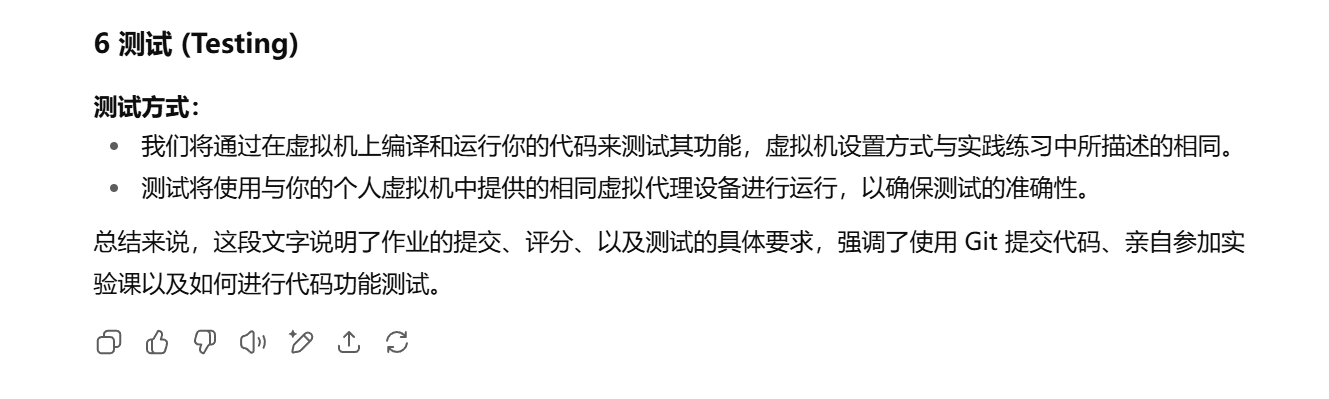 6 测试 (Testing)
测试方式：
我们将通过在虚拟机上编译和运行你的代码来测试其功能，虚拟机设置方式与实践练习中所描述的相同。
测试将使用与你的个人虚拟机中提供的相同虚拟代理设备进行运行，以确保测试的准确性。
总结来说，这段文字说明了作业的提交、评分、以及测试的具体要求，强调了使用 Git 提交代码、亲自参加实
验课以及如何进行代码功能测试。